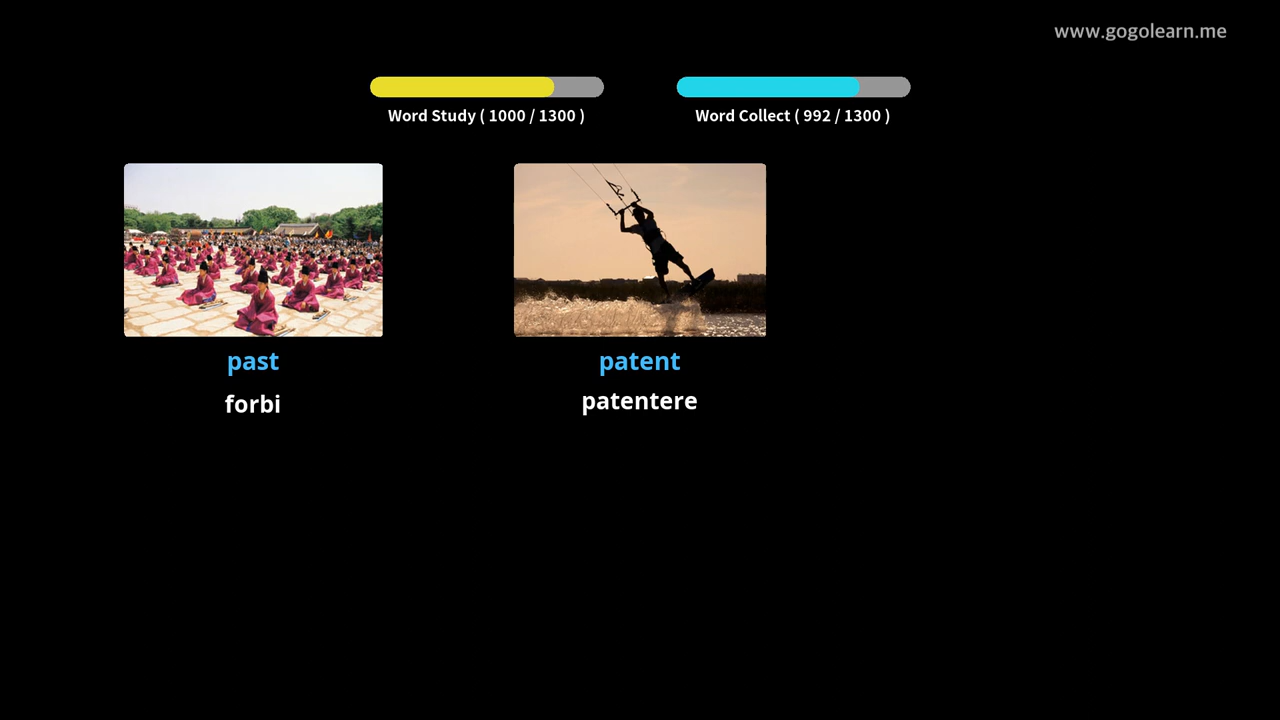 www.gogolearn.me
Word Study ( 1000 / 1300 )
Word Collect ( 992 / 1300 )
past
forbi
patent
patentere